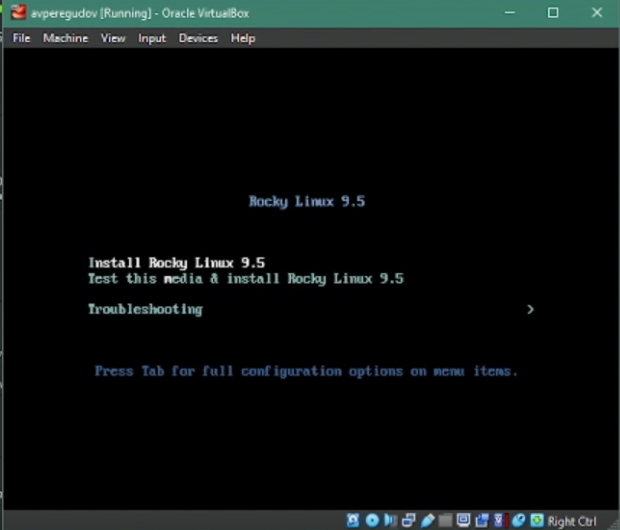 avperegudov [Running] - Oracle VirtualBox
File Machine View Input Devices Help
Rocky Linux 9.5
Install Rocky Linux 9.5
Test this media & install Rocky Linux 9.5
Troubleshooting >
Press Tab for full configuration options on menu items.
Right Ctrl